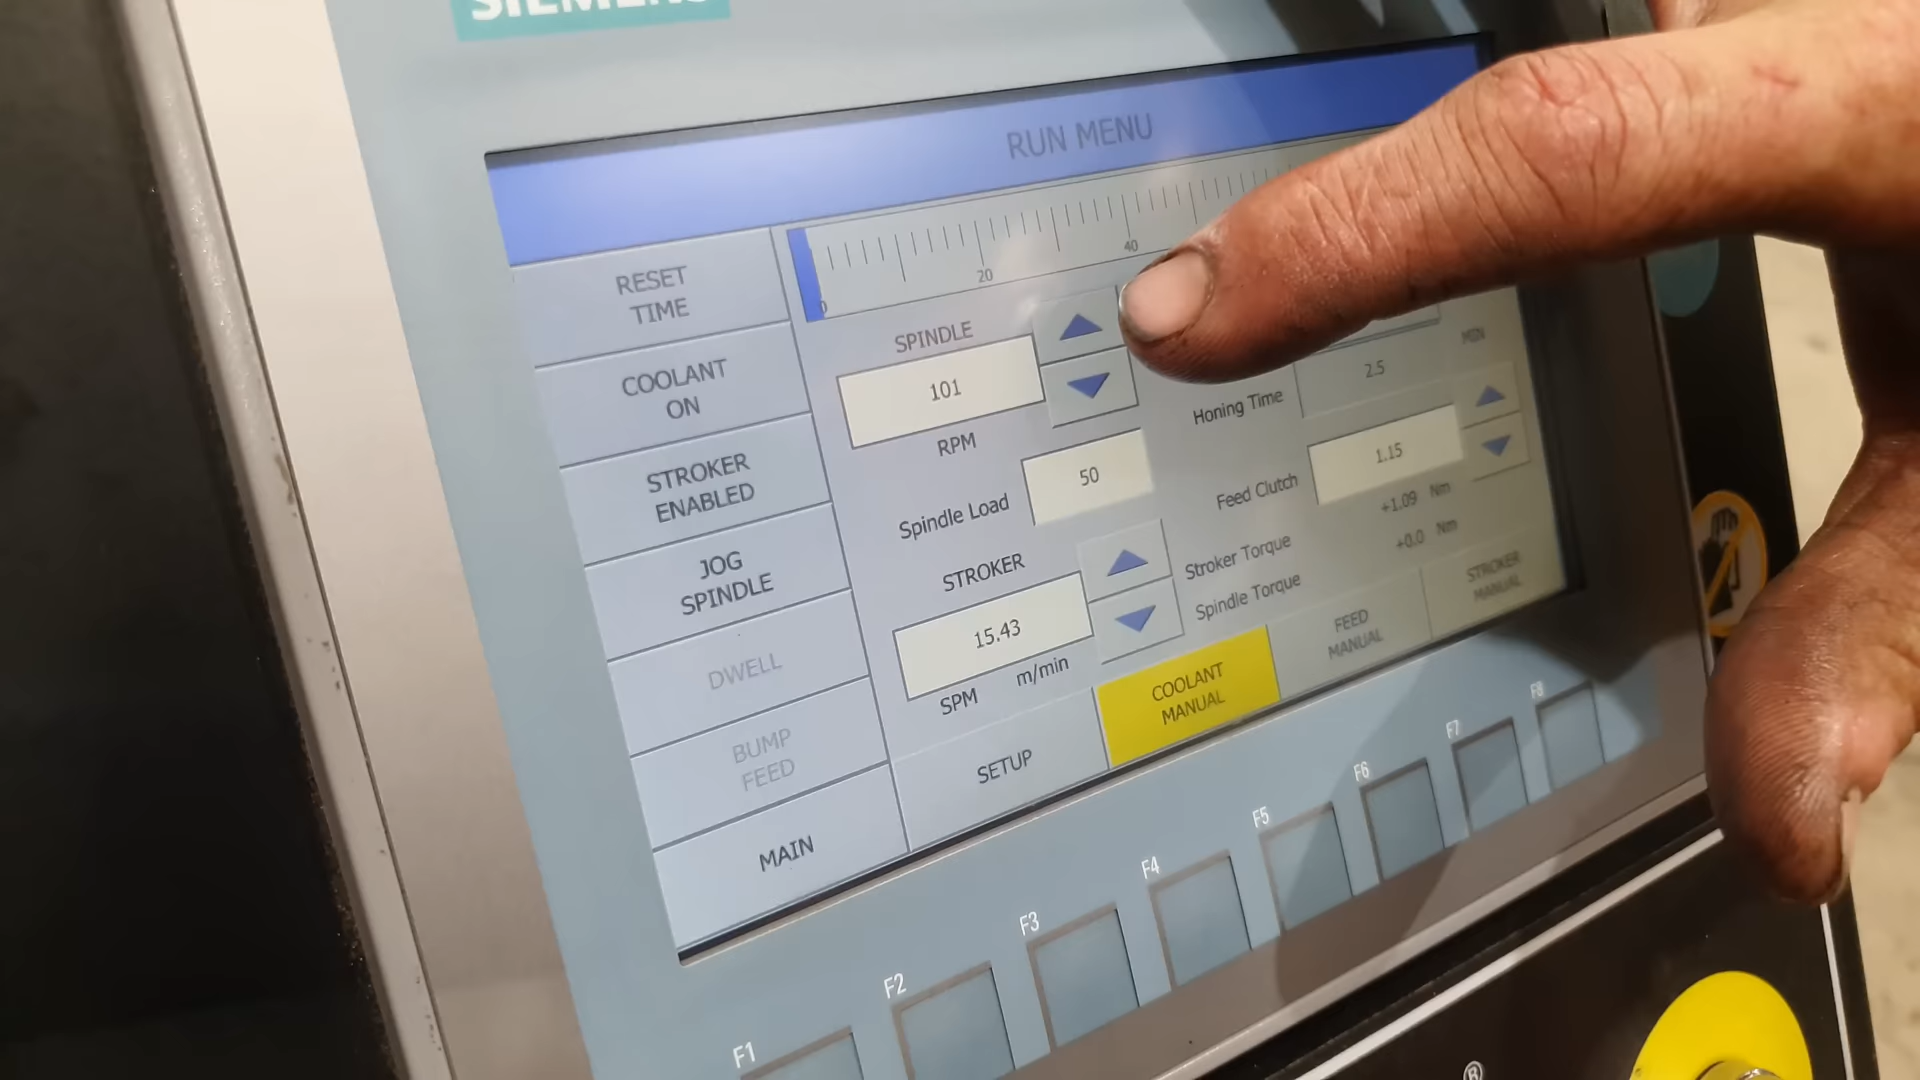 SIEMENS
RUN MENU
0
20
40
RESET
TIME
COOLANT
ON
STROKER
ENABLED
JOG
SPINDLE
DWELL
BUMP
FEED
MAIN
SPINDLE
101
RPM
Spindle Load
50
STROKER
15.43
SPM m/min
SETUP
COOLANT
MANUAL
FEED
MANUAL
STROKER
MANUAL
MIN
Honing Time
2.5
Feed Clutch
1.15
Stroker Torque
+1.09 Nm
Spindle Torque
+0.0 Nm
F1
F2
F3
F4
F5
F6
F7
F8
®